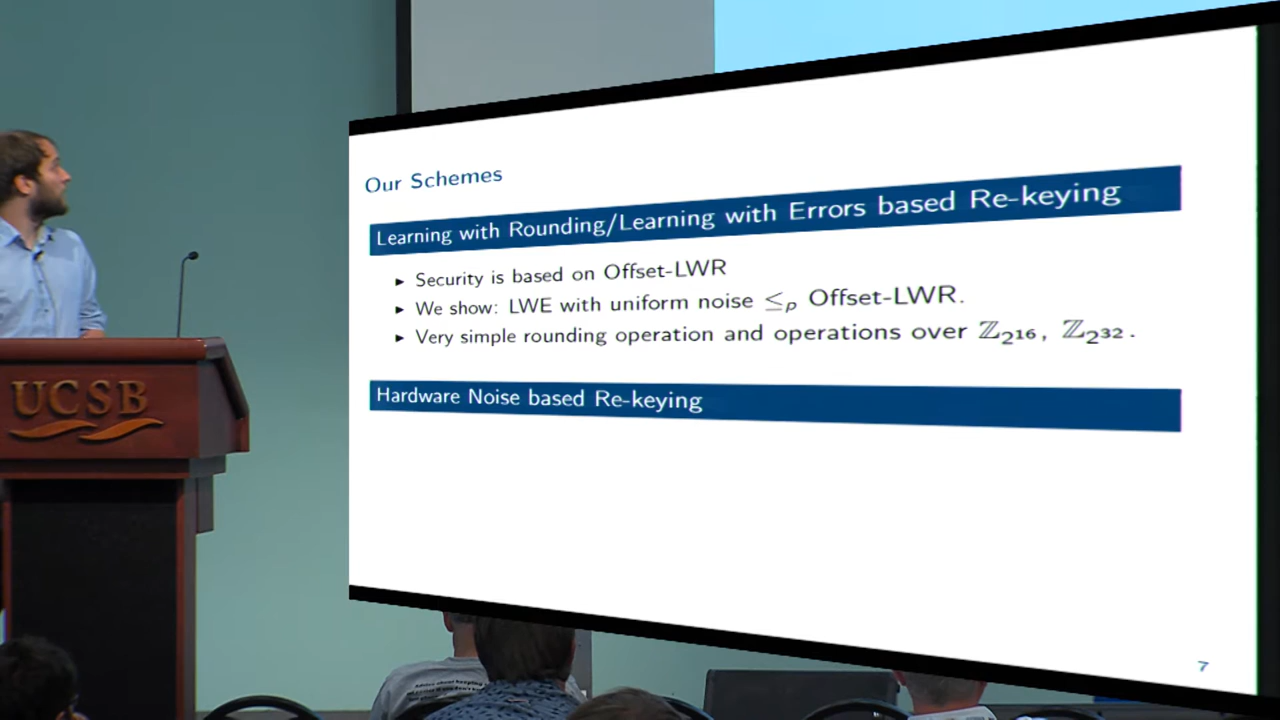 Our Schemes
Learning with Rounding/Learning with Errors based Re-keying
▸ Security is based on Offset-LWR
▸ We show: LWE with uniform noise ≤ₚ Offset-LWR.
▸ Very simple rounding operation and operations over ℤ₂16, ℤ₂32.
Hardware Noise based Re-keying
7
UCSB